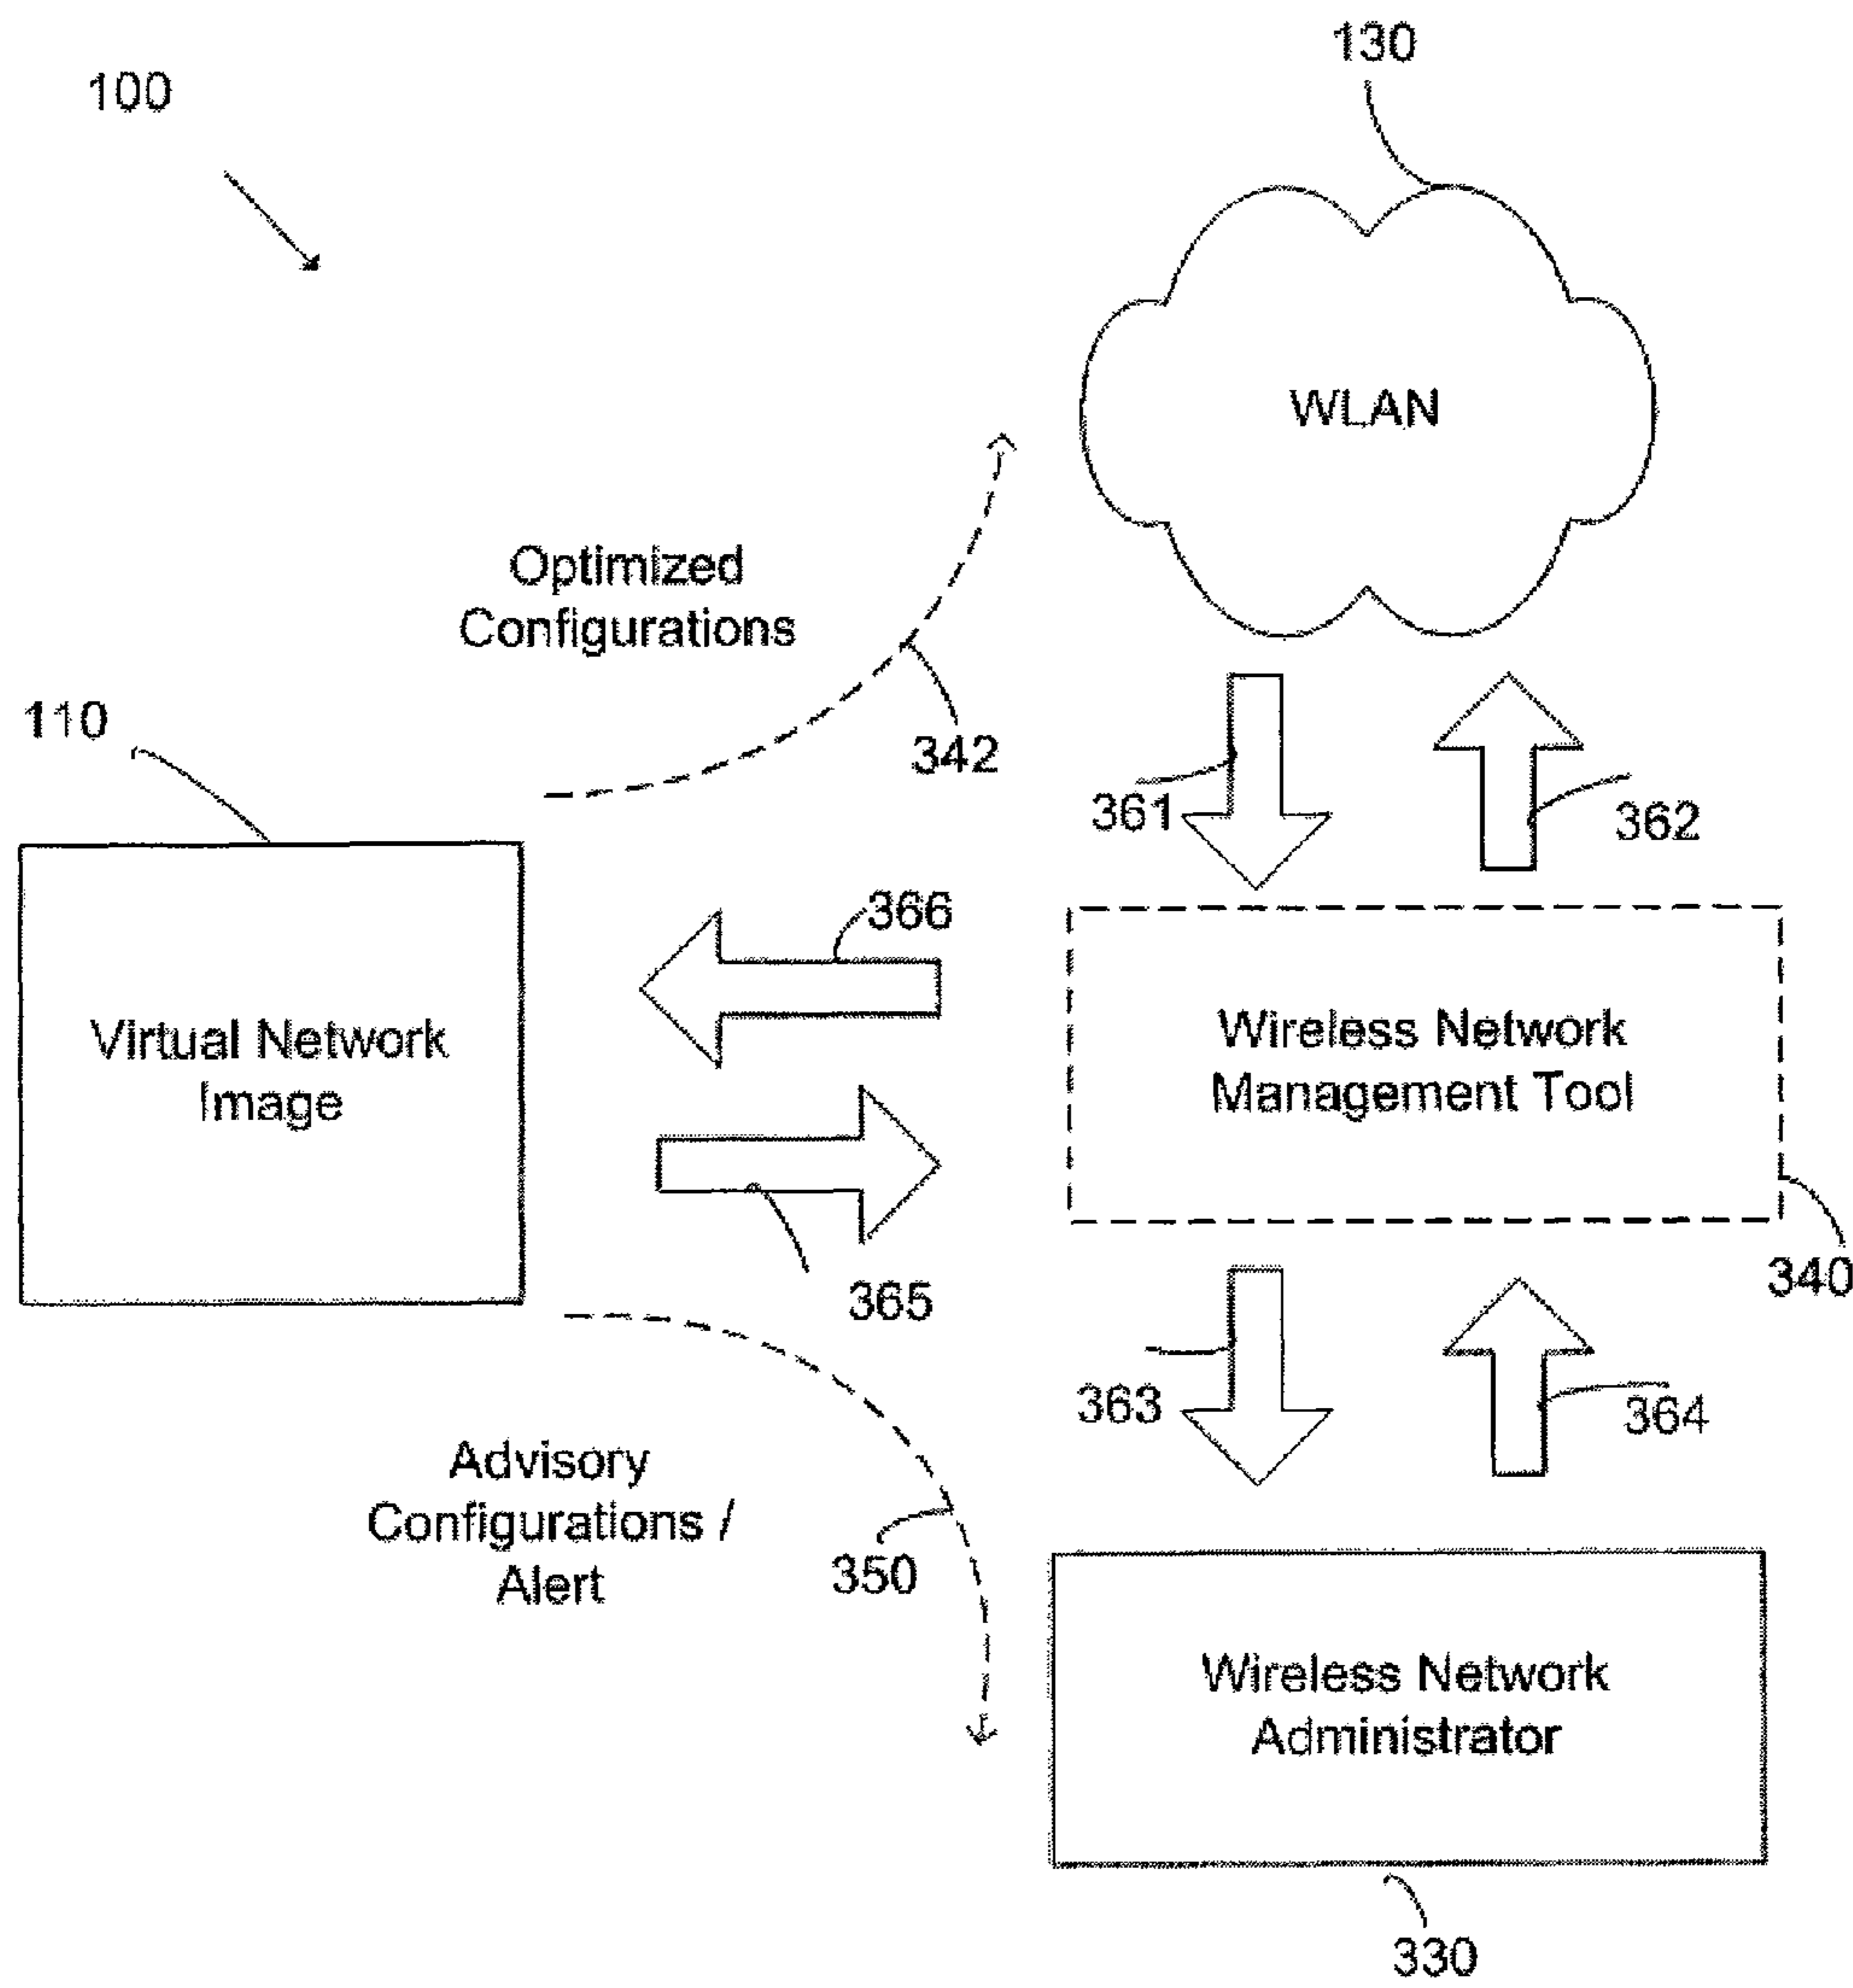 130
100
WLAN
Optimized
Configurations
342
110
361
362
366
Virtual Network
Image
Wireless Network
Management Tool
365
340
363
364
Advisory
Configurations /
Alert
350
Wireless Network
Administrator
330